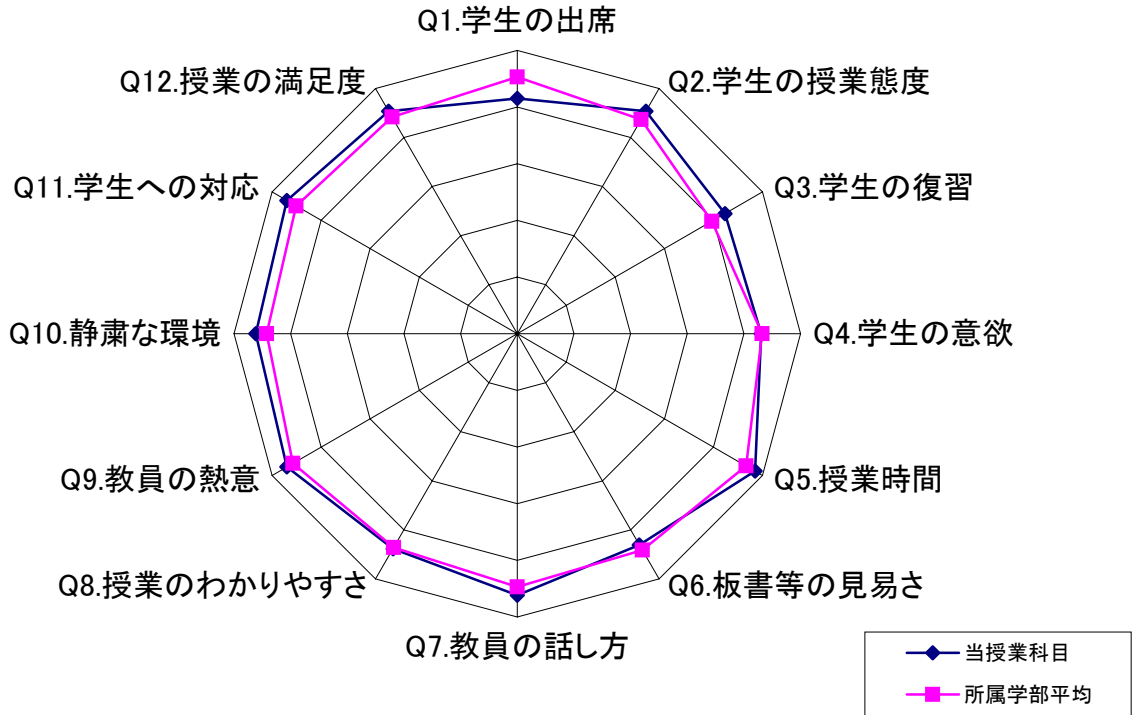 Q1.学生の出席
Q2.学生の授業態度
Q3.学生の復習
Q4.学生の意欲
Q5.授業時間
Q6.板書等の見易さ
Q7.教員の話し方
Q8.授業のわかりやすさ
Q9.教員の熱意
Q10.静粛な環境
Q11.学生への対応
Q12.授業の満足度
当授業科目
所属学部平均